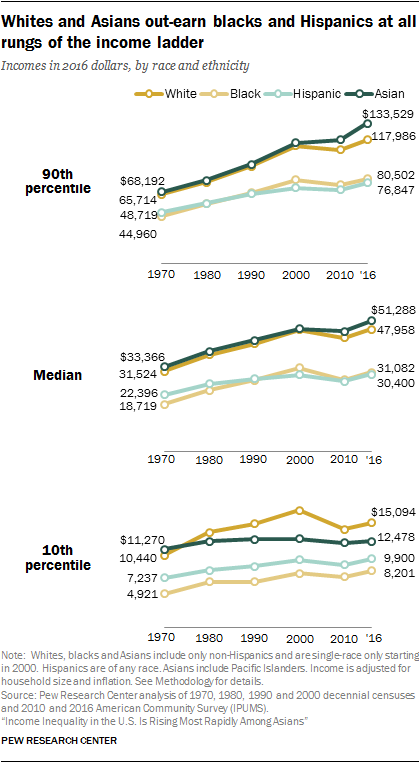 Whites and Asians out-earn blacks and Hispanics at all
rungs of the income ladder
Incomes in 2016 dollars, by race and ethnicity
White Black Hispanic Asian
$133,529
117,986
90th
percentile
$68,192
65,714
48,719
44,960
80,502
76,847
1970 1980 1990 2000 2010 '16
$51,288
47,958
Median
$33,366
31,524
22,396
18,719
31,082
30,400
1970 1980 1990 2000 2010 '16
$15,094
12,478
10th
percentile
$11,270
10,440
7,237
4,921
9,900
8,201
1970 1980 1990 2000 2010 '16
Note: Whites, blacks and Asians include only non-Hispanics and are single-race only starting
in 2000. Hispanics are of any race. Asians include Pacific Islanders. Income is adjusted for
household size and inflation. See Methodology for details.
Source: Pew Research Center analysis of 1970, 1980, 1990 and 2000 decennial censuses
and 2010 and 2016 American Community Survey (IPUMS).
“Income Inequality in the U.S. Is Rising Most Rapidly Among Asians”
PEW RESEARCH CENTER